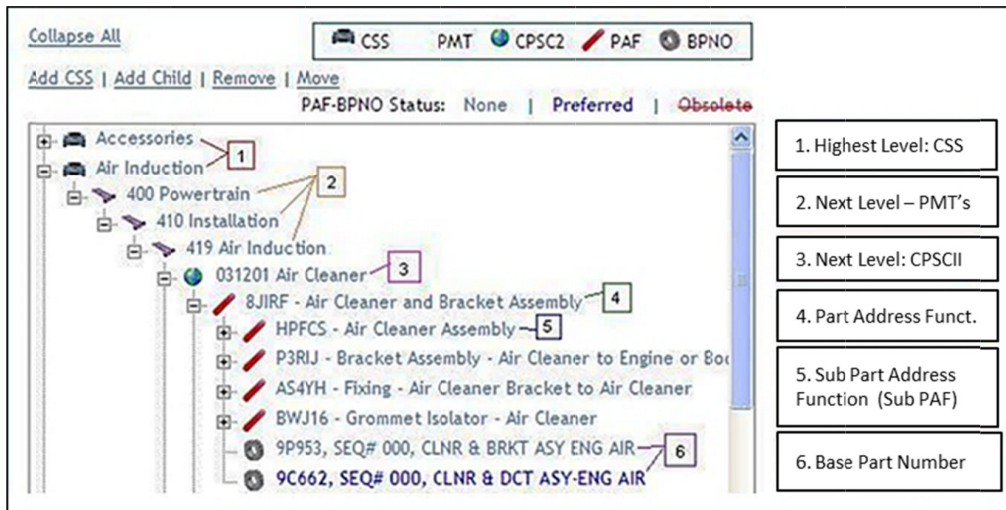 Collapse All
CSS PMT CPSC2 PAF BPNO
Add CSS | Add Child | Remove | Move
PAF-BPNO Status: None | Preferred | Obsolete
Accessories
1
Air Induction
400 Powertrain
2
410 Installation
419 Air Induction
031201 Air Cleaner
3
8JIRF - Air Cleaner and Bracket Assembly
4
HPFCS - Air Cleaner Assembly
5
P3RIJ - Bracket Assembly - Air Cleaner to Engine or Boo
AS4YH - Fixing - Air Cleaner Bracket to Air Cleaner
BWJ16 - Grommet Isolator - Air Cleaner
9P953, SEQ# 000, CLNR & BRKT ASY ENG AIR
6
9C662, SEQ# 000, CLNR & DCT ASY-ENG AIR
1. Highest Level: CSS
2. Next Level – PMT's
3. Next Level: CPSCII
4. Part Address Funct.
5. Sub Part Address
Function (Sub PAF)
6. Base Part Number